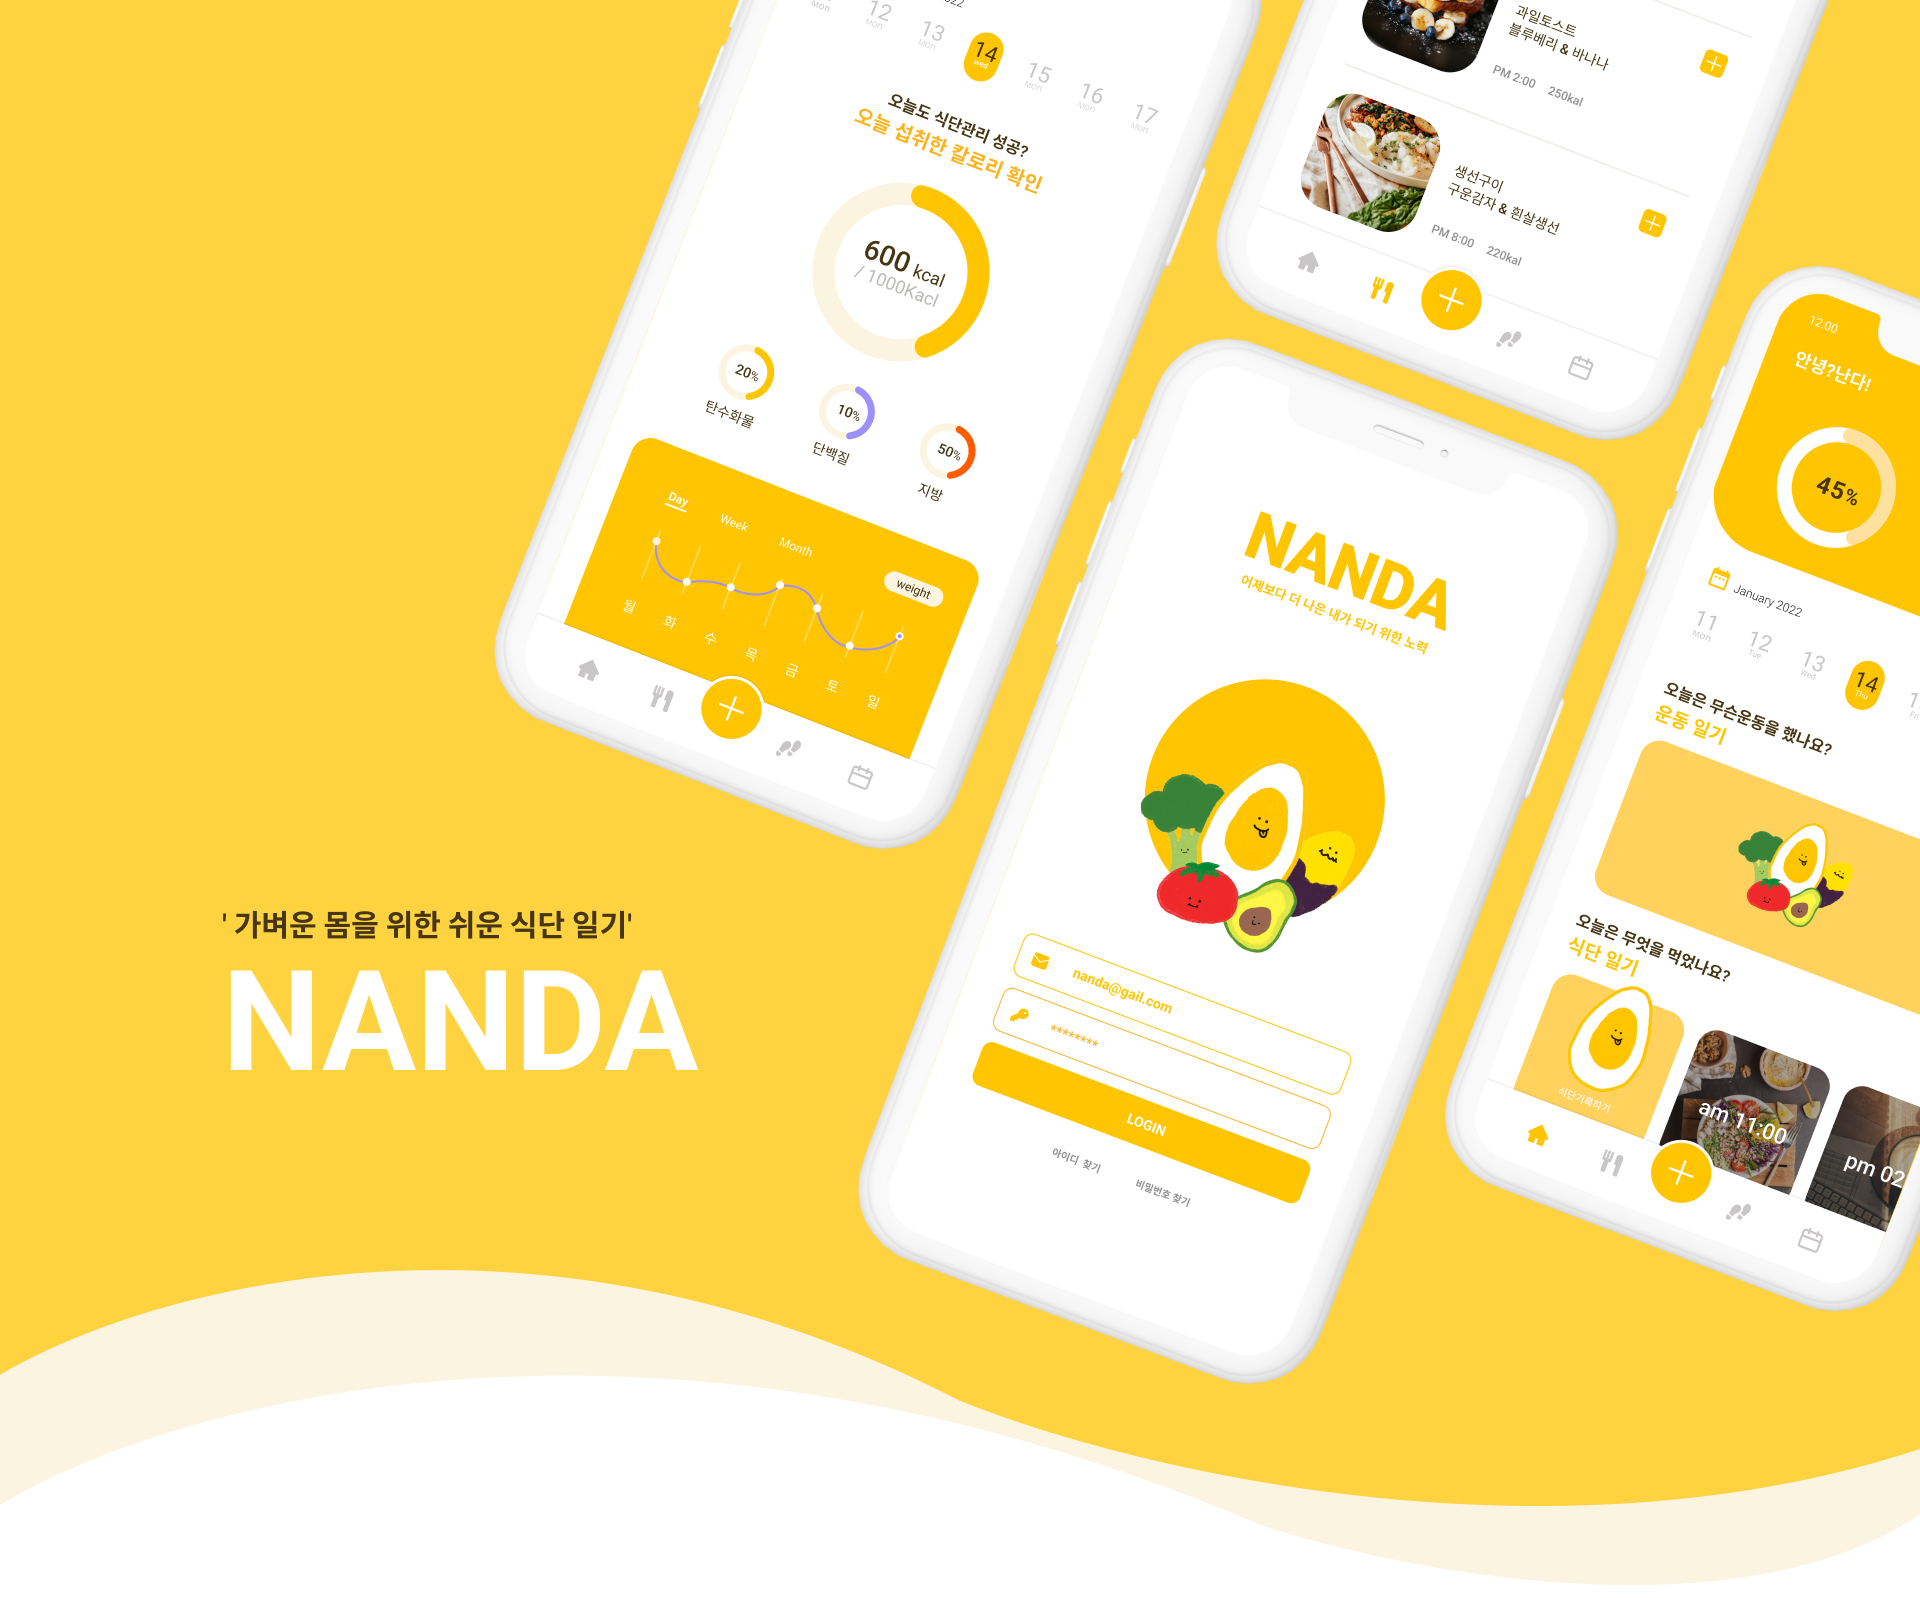 12
Mon
13
Mon
14
wed
15
Mon
16
Mon
17
Mon
오늘도 식단관리 성공?
오늘 섭취한 칼로리 확인
600 kcal
/ 1000Kacl
20%
탄수화물
10%
단백질
50%
지방
Day
Week
Month
weight
월
화
수
목
금
토
일
과일토스트
블루베리 & 바나나
PM 2:00 250kal
생선구이
구운감자 & 흰살생선
PM 8:00 220kal
NANDA
어제보다 더 나은 내가 되기 위한 노력
nanda@gail.com
********
LOGIN
아이디 찾기
비밀번호 찾기
12:00
안녕?난다!
45%
January 2022
11
Mon
12
Tue
13
Wed
14
Thu
오늘은 무슨운동을 했나요?
운동 일기
오늘은 무엇을 먹었나요?
식단 일기
식단기록하기
am 11:00
pm 02
' 가벼운 몸을 위한 쉬운 식단 일기'
NANDA